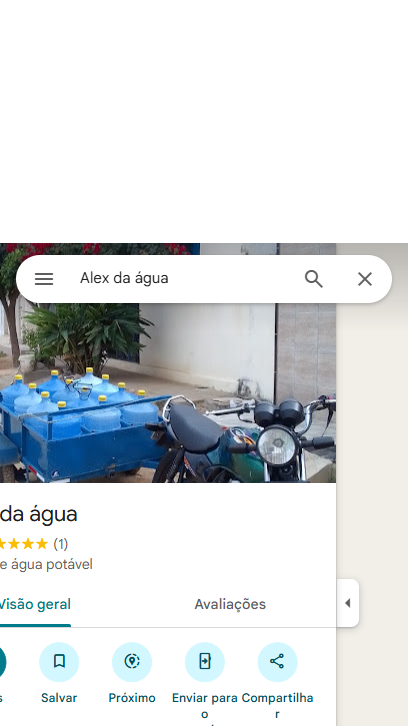 Alex da água
da água
(1)
e água potável
Visão geral
Avaliações
s
Salvar
Próximo
Enviar para o
Compartilhar